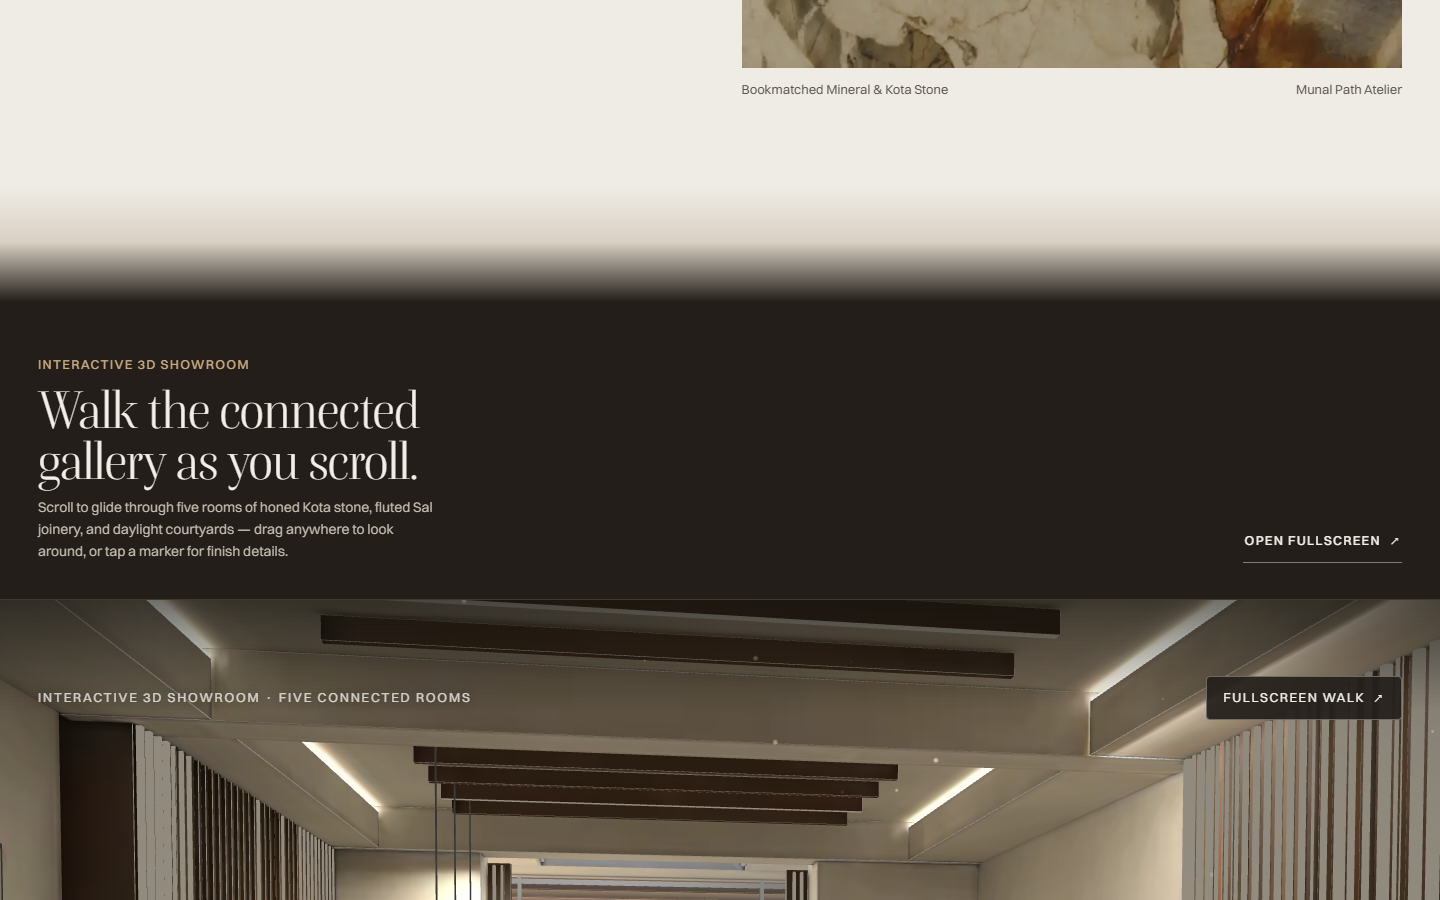 Bookmatched Mineral & Kota Stone
Munal Path Atelier
INTERACTIVE 3D SHOWROOM
Walk the connected
gallery as you scroll.
Scroll to glide through five rooms of honed Kota stone, fluted Sal
joinery, and daylight courtyards — drag anywhere to look
around, or tap a marker for finish details.
OPEN FULLSCREEN ↗
INTERACTIVE 3D SHOWROOM · FIVE CONNECTED ROOMS
FULLSCREEN WALK ↗